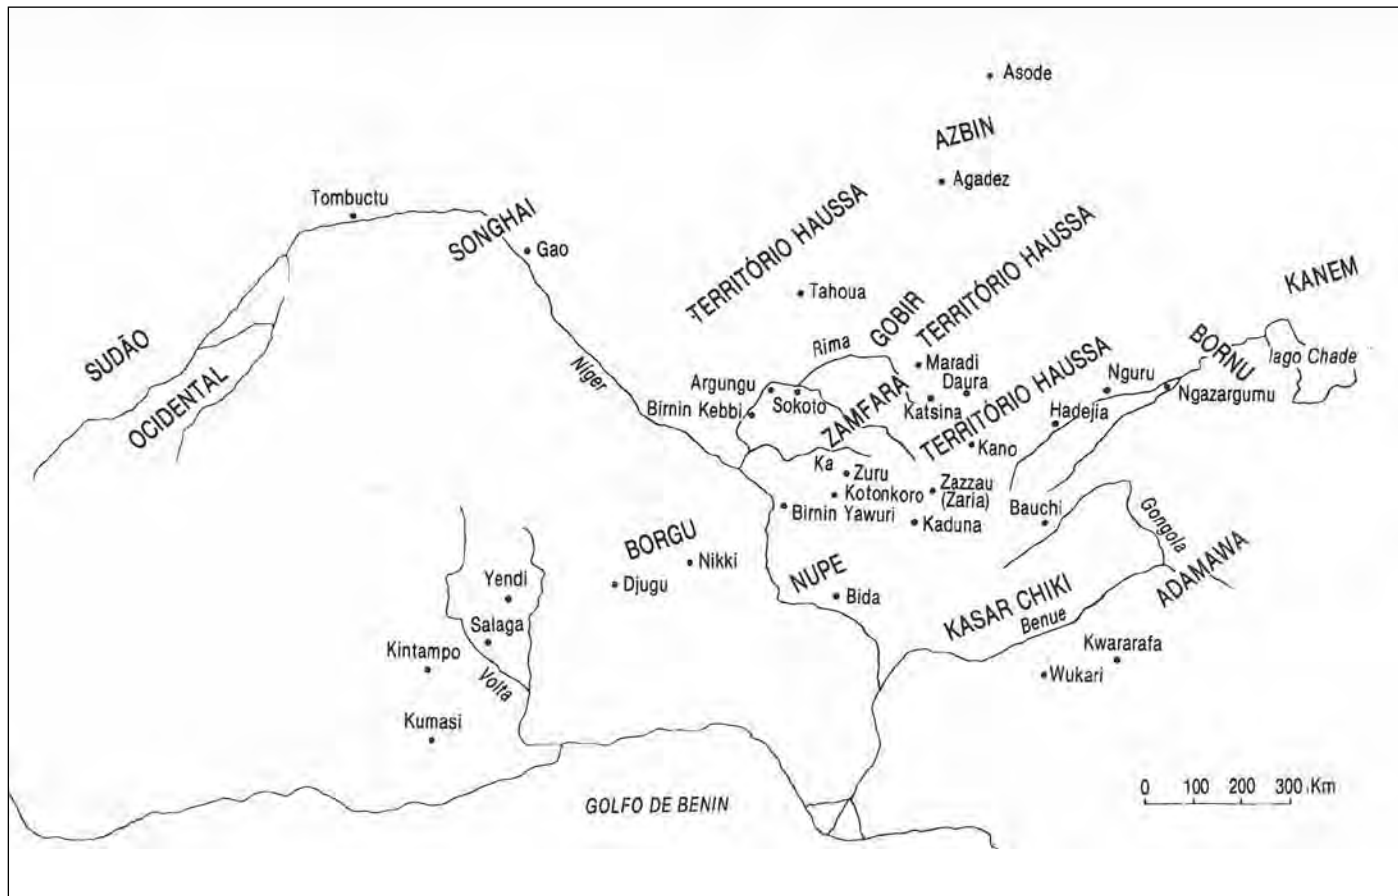 Asode
AZBIN
Agadez
Tombuctu
SONGHAI
Gao
TERRITÓRIO HAUSSA
TERRITÓRIO HAUSSA
Tahoua
KANEM
GOBIR
SUDÃO
OCIDENTAL
Niger
Rima
Maradi
Daura
BORNU
lago Chade
Nguru
Ngazargumu
Argungu
Sokoto
Birnin Kebbi
ZAMFARA
Katsina
TERRITÓRIO HAUSSA
Hadejia
Kano
Ka
Zuru
Kotonkoro
Zazzau
(Zaria)
Birnin Yawuri
Kaduna
Bauchi
Gongola
BORGU
Nikki
Djugu
NUPE
Bida
Yendi
Salaga
Kintampo
Volta
Kumasi
KASAR CHIKI
Benue
ADAMAWA
Kwararafa
Wukari
GOLFO DE BENIN
0 100 200 300 Km